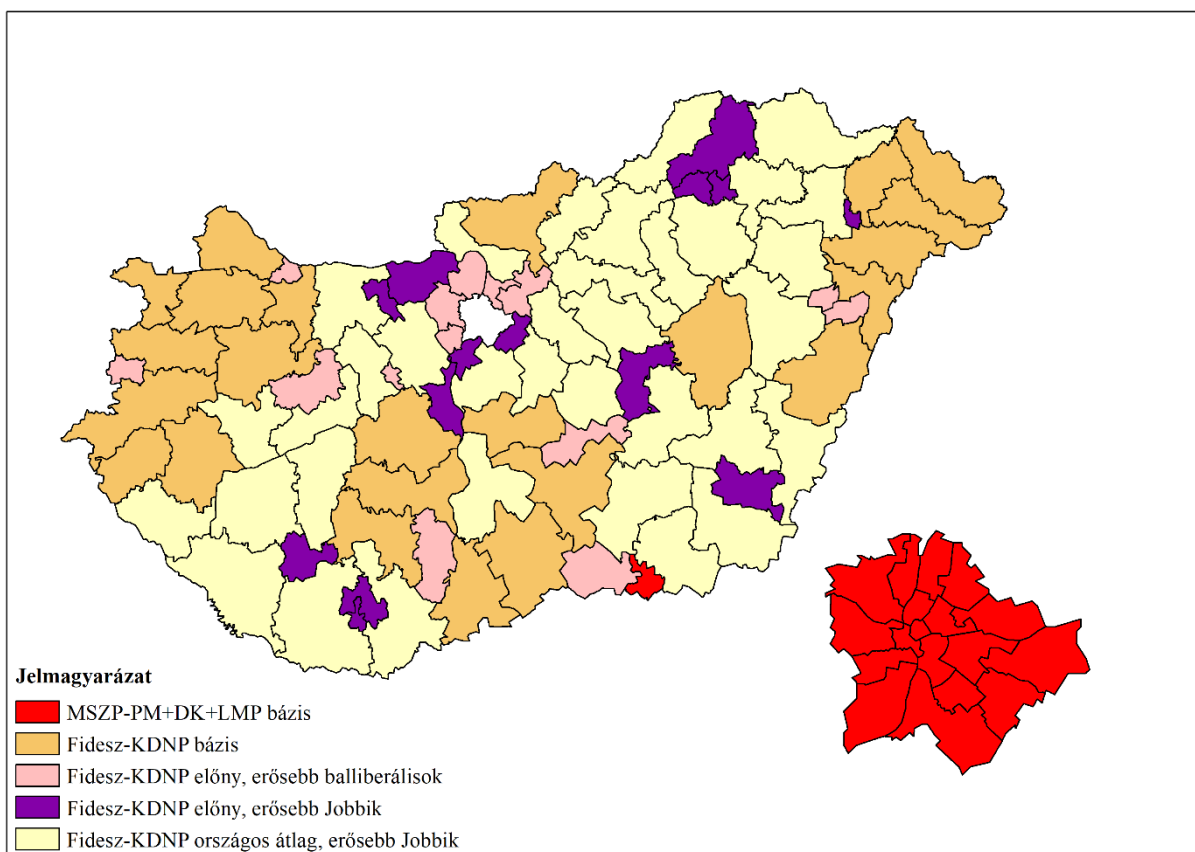 Jelmagyarázat
MSZP-PM+DK+LMP bázis
Fidesz-KDNP bázis
Fidesz-KDNP előny, erősebb balliberálisok
Fidesz-KDNP előny, erősebb Jobbik
Fidesz-KDNP országos átlag, erősebb Jobbik